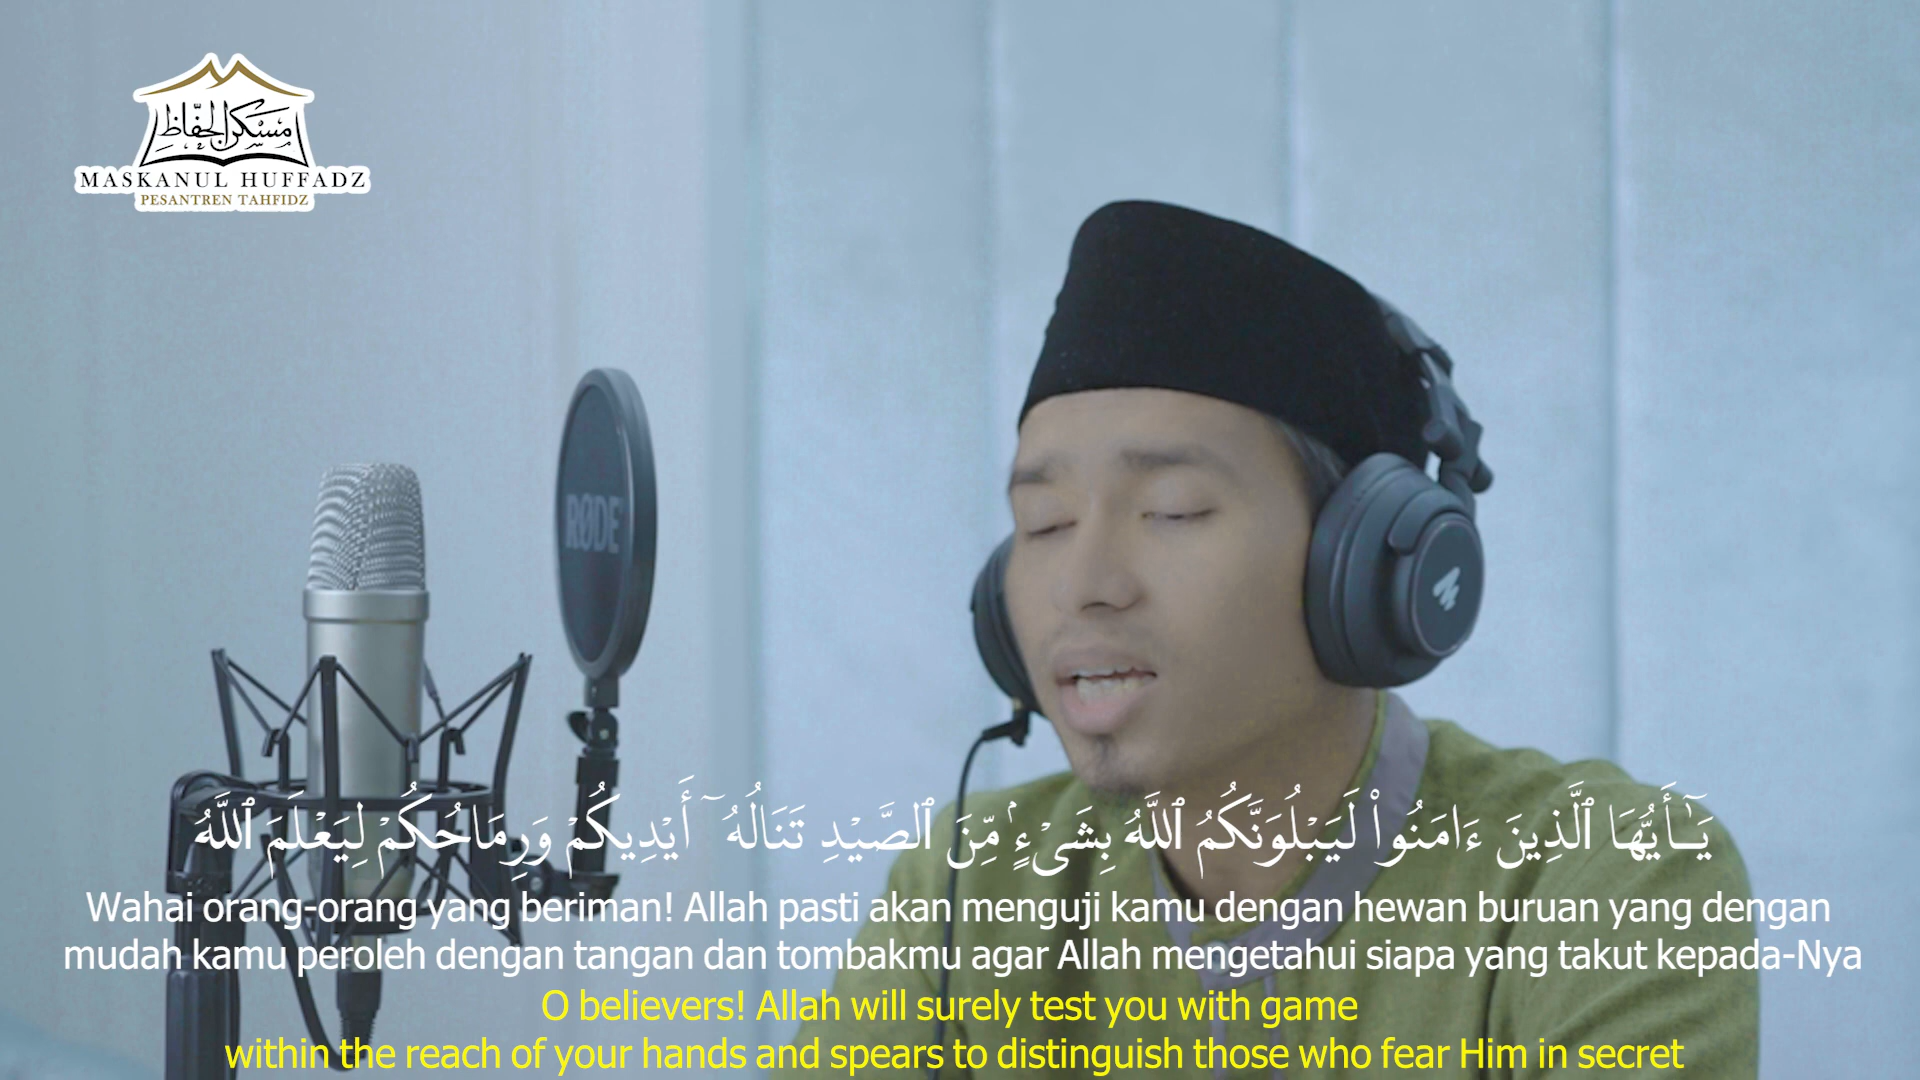 مسكن الحفاظ
MASKANUL HUFFADZ
PESANTREN TAHFIDZ
RØDE
يَـٰٓأَيُّهَا ٱلَّذِينَ ءَامَنُوا۟ لَيَبْلُوَنَّكُمُ ٱللَّهُ بِشَىْءٍۢ مِّنَ ٱلصَّيْدِ تَنَالُهُۥٓ أَيْدِيكُمْ وَرِمَاحُكُمْ لِيَعْلَمَ ٱللَّهُ
Wahai orang-orang yang beriman! Allah pasti akan menguji kamu dengan hewan buruan yang dengan
mudah kamu peroleh dengan tangan dan tombakmu agar Allah mengetahui siapa yang takut kepada-Nya
O believers! Allah will surely test you with game
within the reach of your hands and spears to distinguish those who fear Him in secret